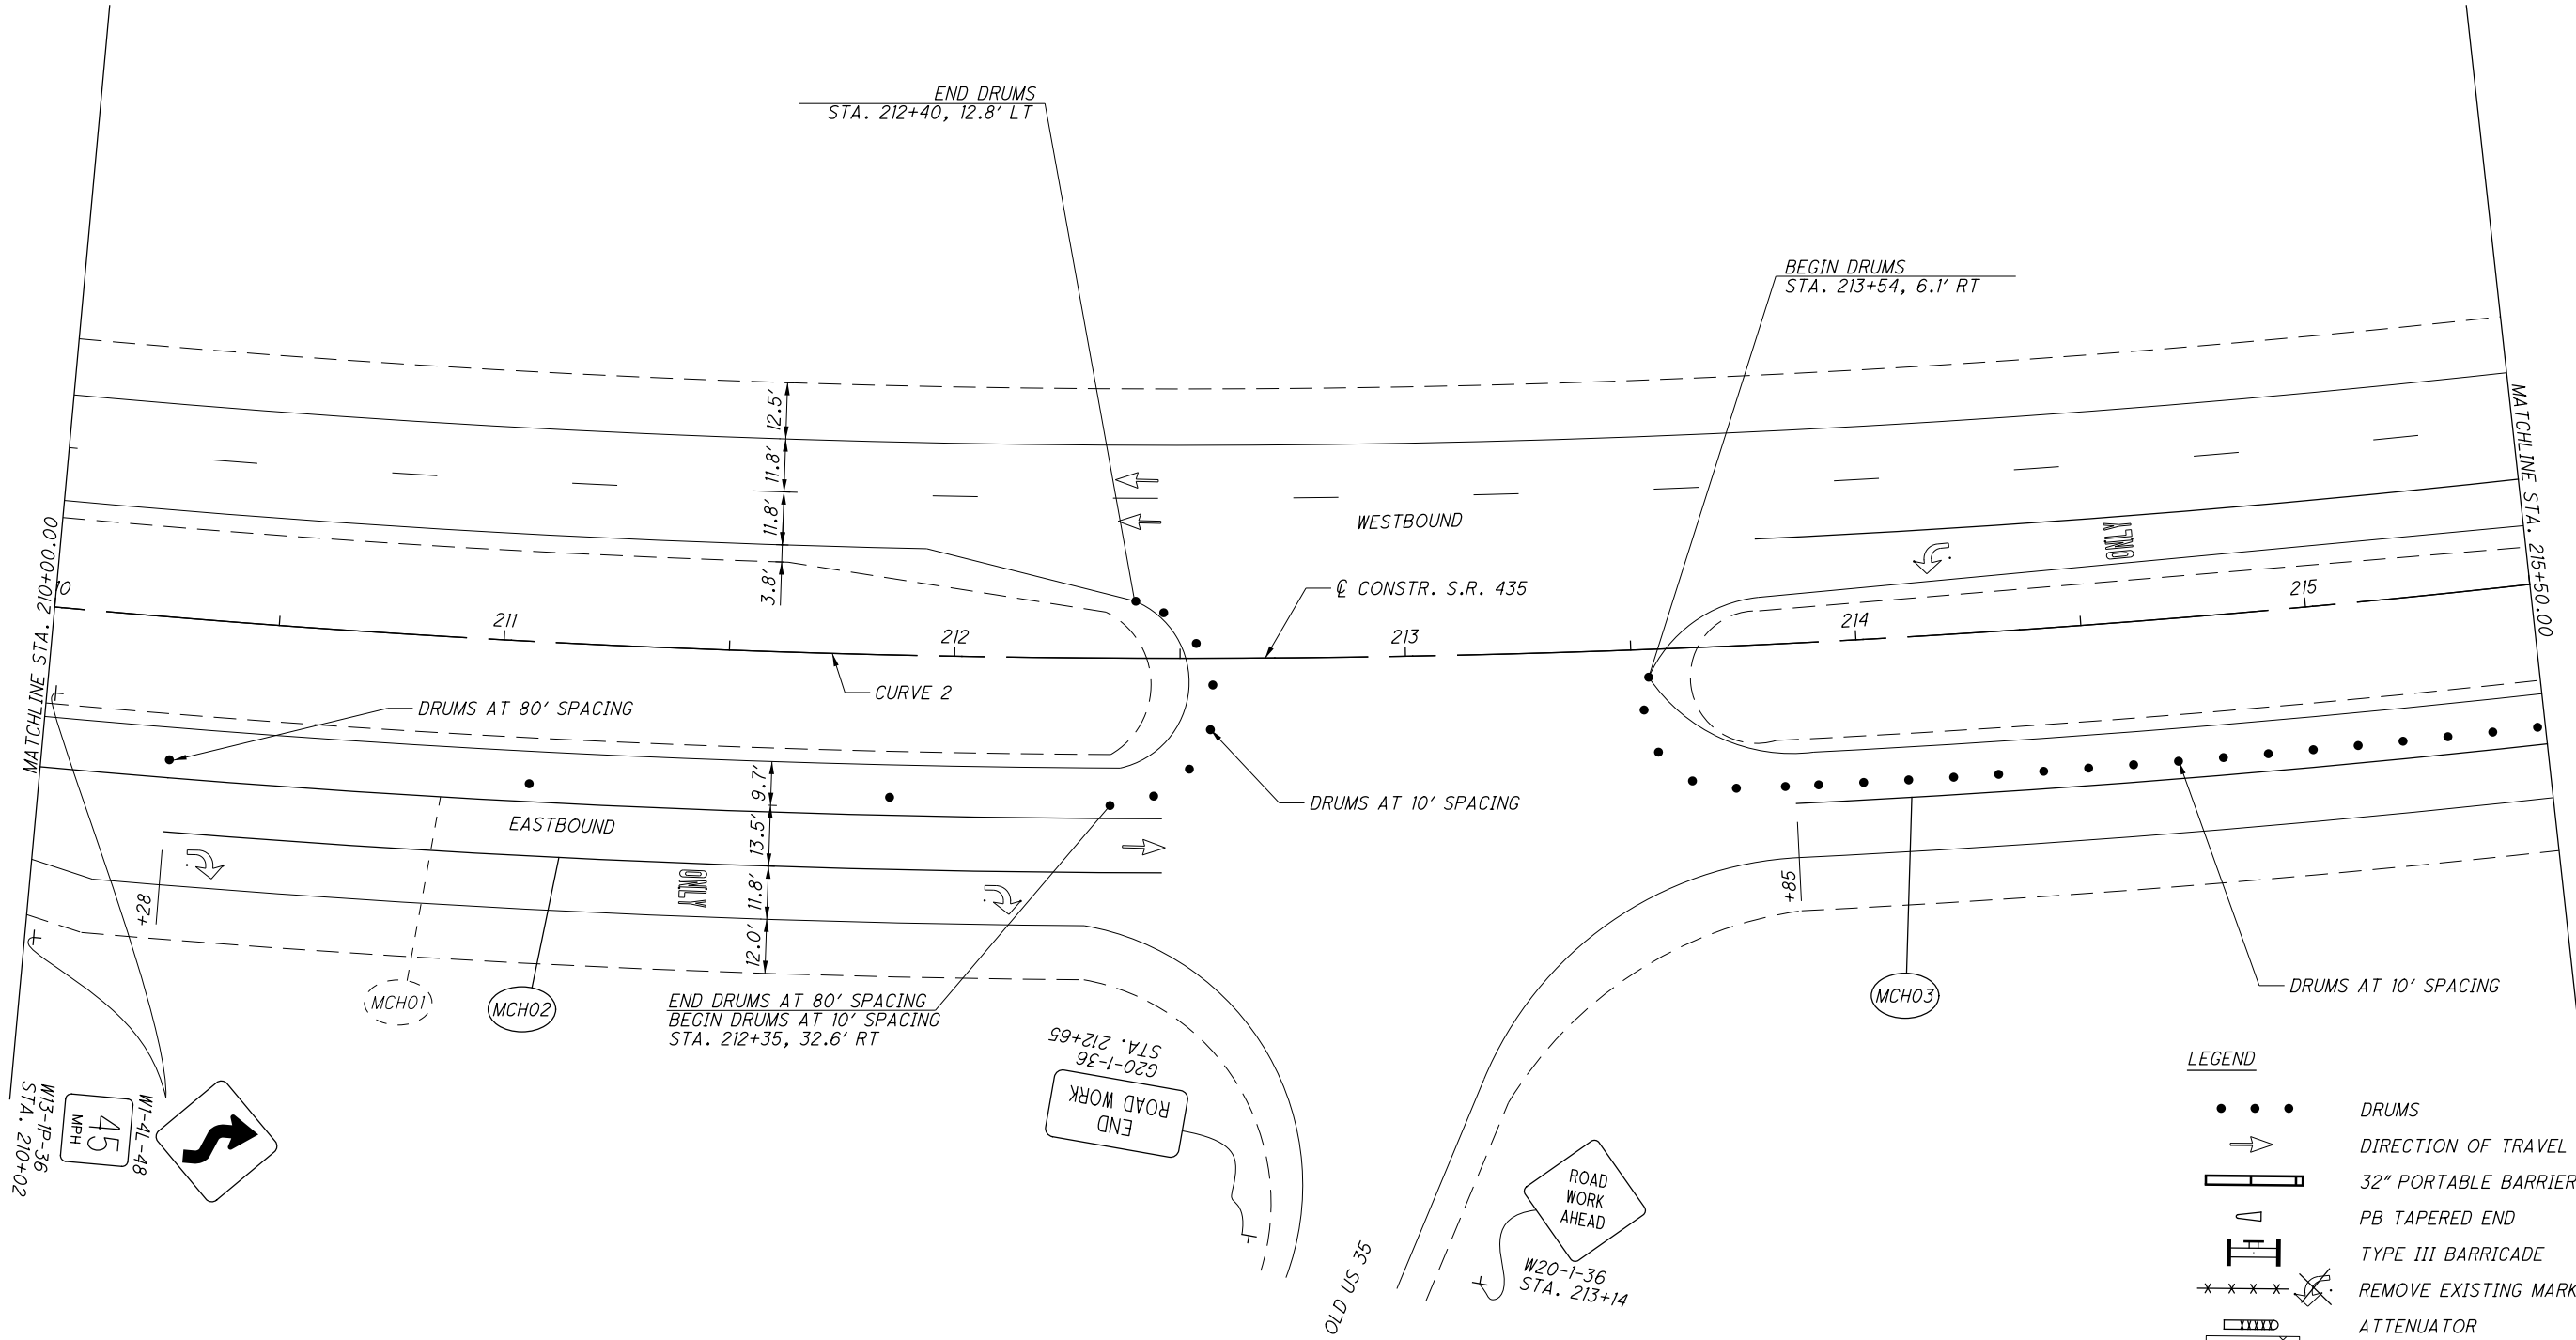 END DRUMS
STA. 212+40, 12.8' LT
BEGIN DRUMS
STA. 213+54, 6.1' RT
12.5'
11.8'
11.8'
3.8'
WESTBOUND
ONLY
MATCHLINE STA. 210+00.00
MATCHLINE STA. 215+50.00
10
211
212
213
214
215
℄ CONSTR. S.R. 435
CURVE 2
DRUMS AT 80' SPACING
DRUMS AT 10' SPACING
EASTBOUND
9.7'
13.5'
11.8'
12.0'
ONLY
+28
+85
MCH01
MCH02
MCH03
END DRUMS AT 80' SPACING
BEGIN DRUMS AT 10' SPACING
STA. 212+35, 32.6' RT
DRUMS AT 10' SPACING
W1-4L-48
45
MPH
W13-1P-36
STA. 210+02
END
ROAD WORK
G20-1-36
STA. 212+65
ROAD
WORK
AHEAD
W20-1-36
STA. 213+14
OLD US 35
LEGEND
DRUMS
DIRECTION OF TRAVEL
32" PORTABLE BARRIER
PB TAPERED END
TYPE III BARRICADE
REMOVE EXISTING MARK
ATTENUATOR